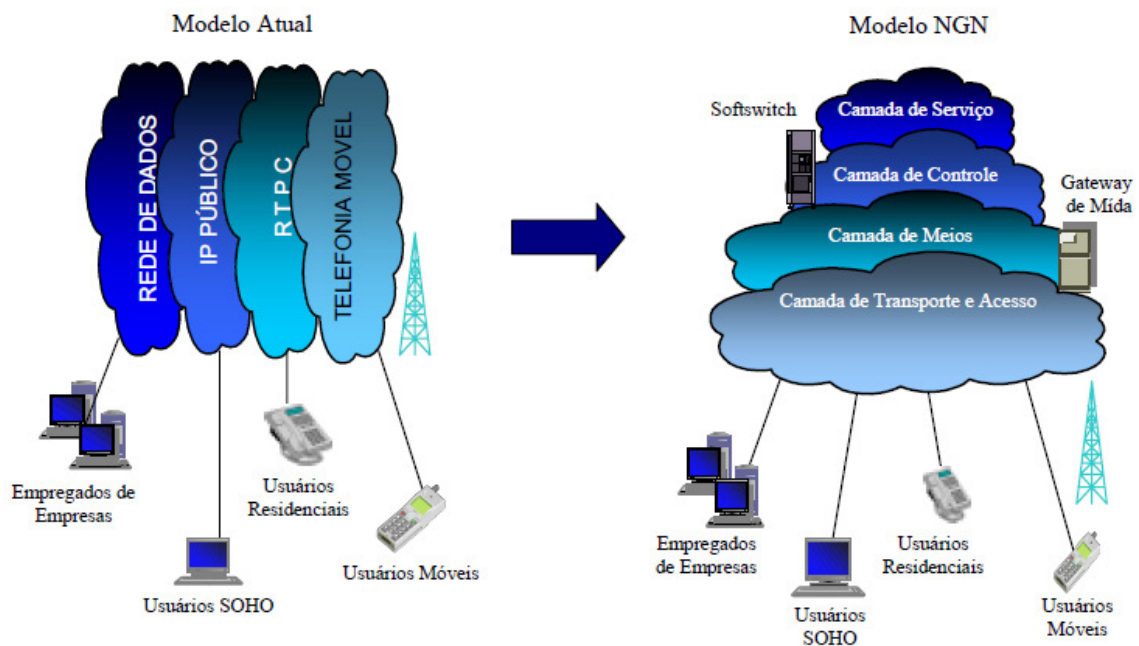 Modelo Atual
REDE DE DADOS
IP PÚBLICO
R T P C
TELEFONIA MOVEL
Empregados de
Empresas
Usuários SOHO
Usuários
Residenciais
Usuários Móveis
Modelo NGN
Softswitch
Camada de Serviço
Camada de Controle
Gateway
de Mída
Camada de Meios
Camada de Transporte e Acesso
Empregados
de Empresas
Usuários
SOHO
Usuários
Residenciais
Usuários
Móveis